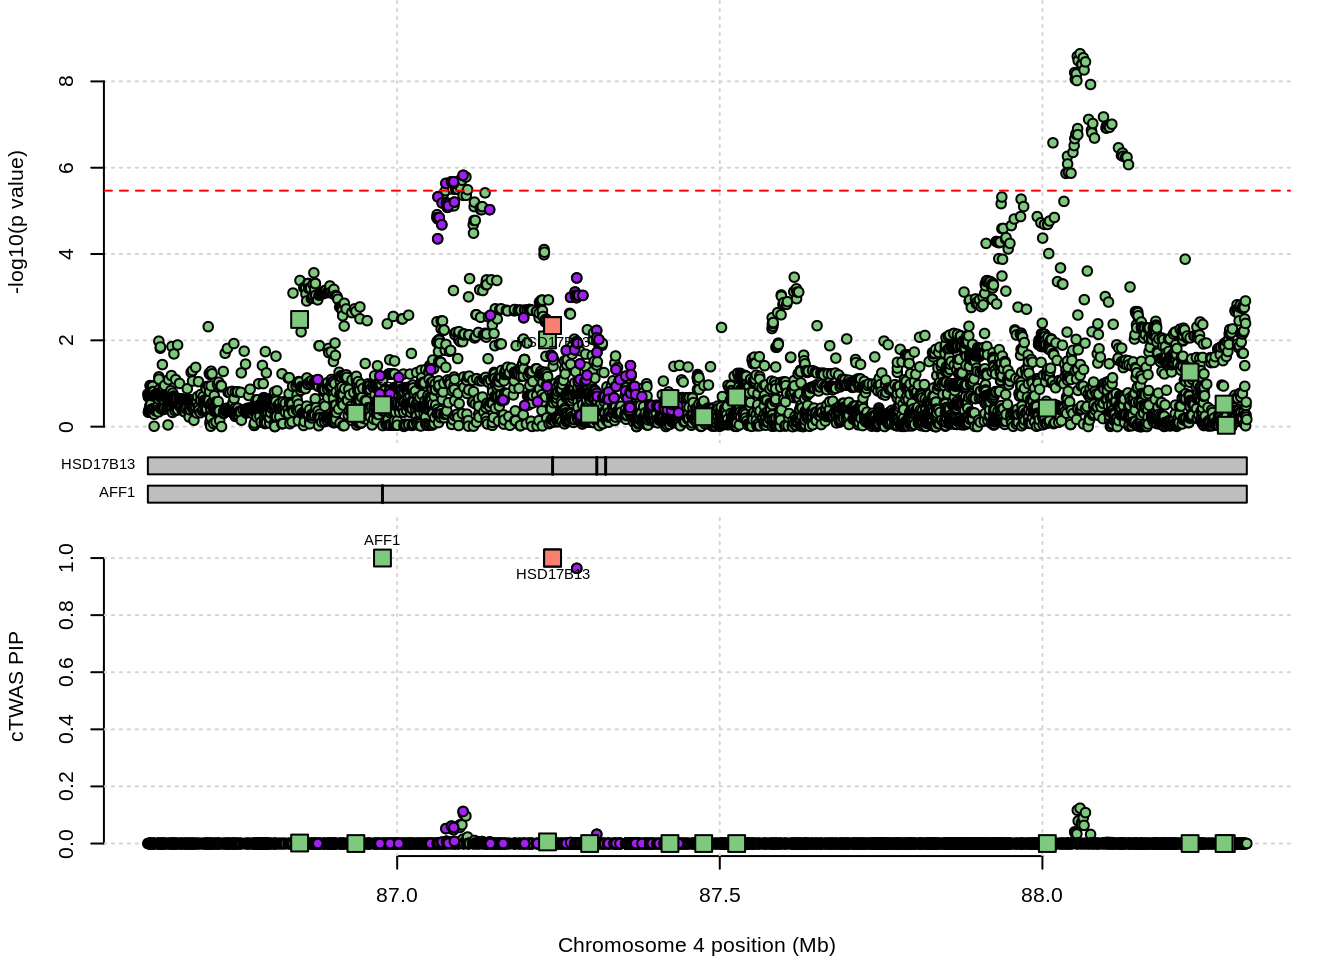 8
6
4
2
0
-log10(p value)
HSD17B13
HSD17B13
AFF1
1.0
0.8
0.6
0.4
0.2
0.0
cTWAS PIP
AFF1
HSD17B13
87.0 87.5 88.0
Chromosome 4 position (Mb)